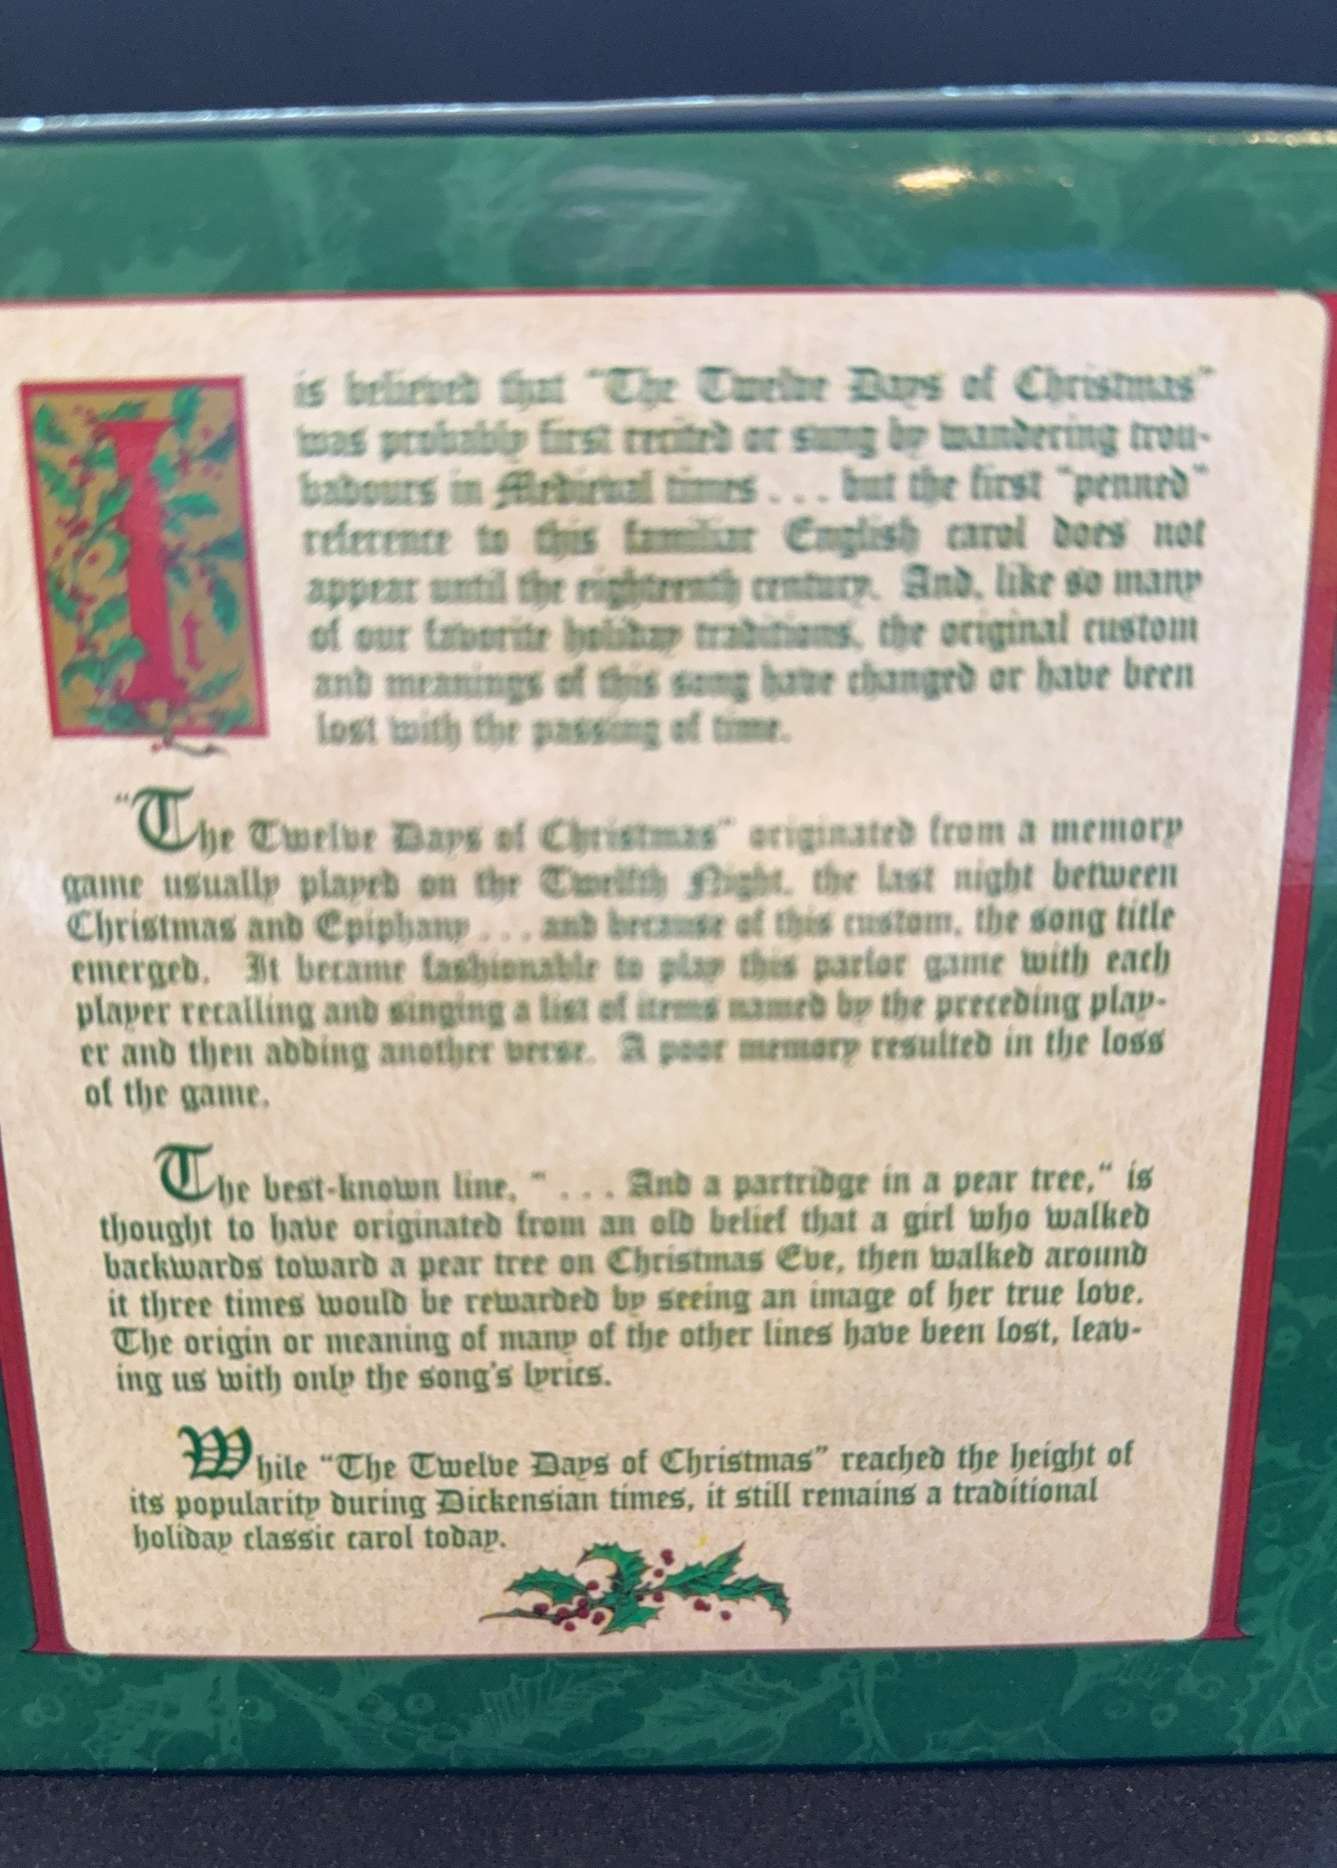 It is believed that "The Twelve Days of Christmas"
was probably first recited or sung by wandering trou-
badours in Medieval times . . . but the first "penned"
reference to this familiar English carol does not
appear until the eighteenth century. And, like so many
of our favorite holiday traditions, the original custom
and meanings of this song have changed or have been
lost with the passing of time.
"The Twelve Days of Christmas" originated from a memory
game usually played on the Twelfth Night, the last night between
Christmas and Epiphany . . . and because of this custom, the song title
emerged. It became fashionable to play this parlor game with each
player recalling and singing a list of items named by the preceding play-
er and then adding another verse. A poor memory resulted in the loss
of the game.
The best-known line, " . . . And a partridge in a pear tree," is
thought to have originated from an old belief that a girl who walked
backwards toward a pear tree on Christmas Eve, then walked around
it three times would be rewarded by seeing an image of her true love.
The origin or meaning of many of the other lines have been lost, leav-
ing us with only the song's lyrics.
While "The Twelve Days of Christmas" reached the height of
its popularity during Dickensian times, it still remains a traditional
holiday classic carol today.